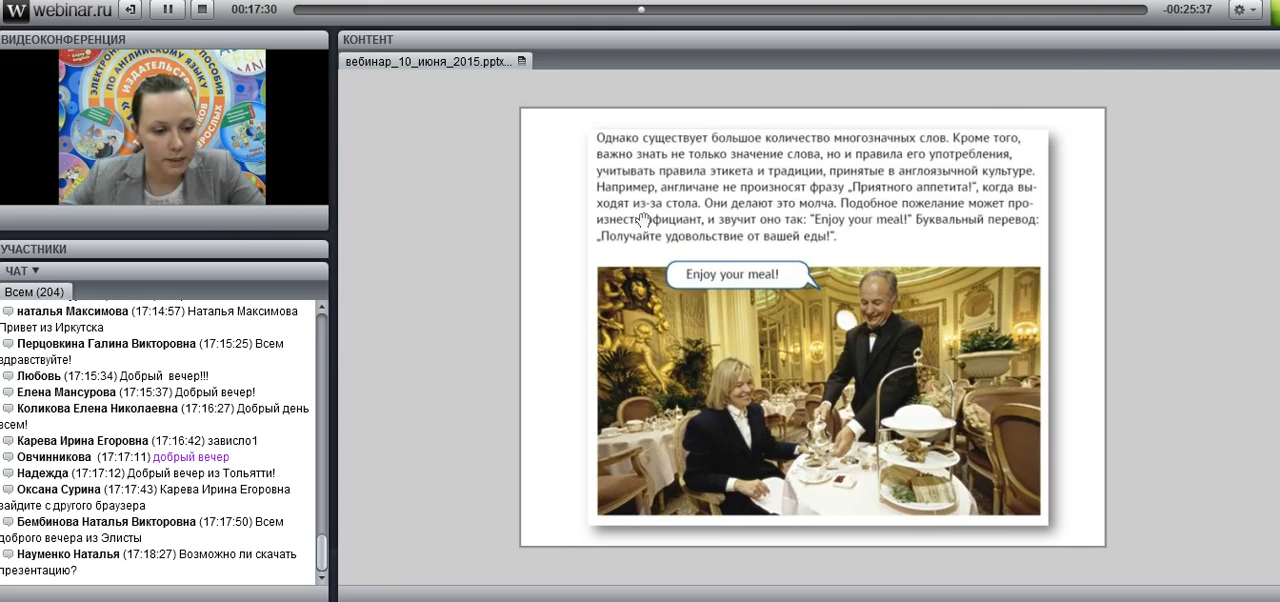 W webinar.ru
00:17:30
-00:25:37
ВИДЕОКОНФЕРЕНЦИЯ
ЭЛЕКТРОН
ПО АНГЛИЙСКОМУ ЯЗЫКУ
ПОСОБИЯ
ИЗДАТЕЛЬСТВ
УЧАСТНИКИ
ЧАТ ▼
Всем (204)
наталья Максимова (17:14:57) Наталья Максимова
Привет из Иркутска
Перцовкина Галина Викторовна (17:15:25) Всем
здравствуйте!
Любовь (17:15:34) Добрый вечер!!!
Елена Мансурова (17:15:37) Добрый вечер!
Коликова Елена Николаевна (17:16:27) Добрый день
всем!
Карева Ирина Егоровна (17:16:42) зависло1
Овчинникова (17:17:11) добрый вечер
Надежда (17:17:12) Добрый вечер из Тольятти!
Оксана Сурина (17:17:43) Карева Ирина Егоровна
зайдите с другого браузера
Бембинова Наталья Викторовна (17:17:50) Всем
доброго вечера из Элисты
Науменко Наталья (17:18:27) Возможно ли скачать
презентацию?
КОНТЕНТ
вебинар_10_июня_2015.pptx...
Однако существует большое количество многозначных слов. Кроме того,
важно знать не только значение слова, но и правила его употребления,
учитывать правила этикета и традиции, принятые в англоязычной культуре.
Например, англичане не произносят фразу „Приятного аппетита!“, когда вы-
ходят из-за стола. Они делают это молча. Подобное пожелание может про-
изнести официант, и звучит оно так: “Enjoy your meal!” Буквальный перевод:
„Получайте удовольствие от вашей еды!“.
Enjoy your meal!